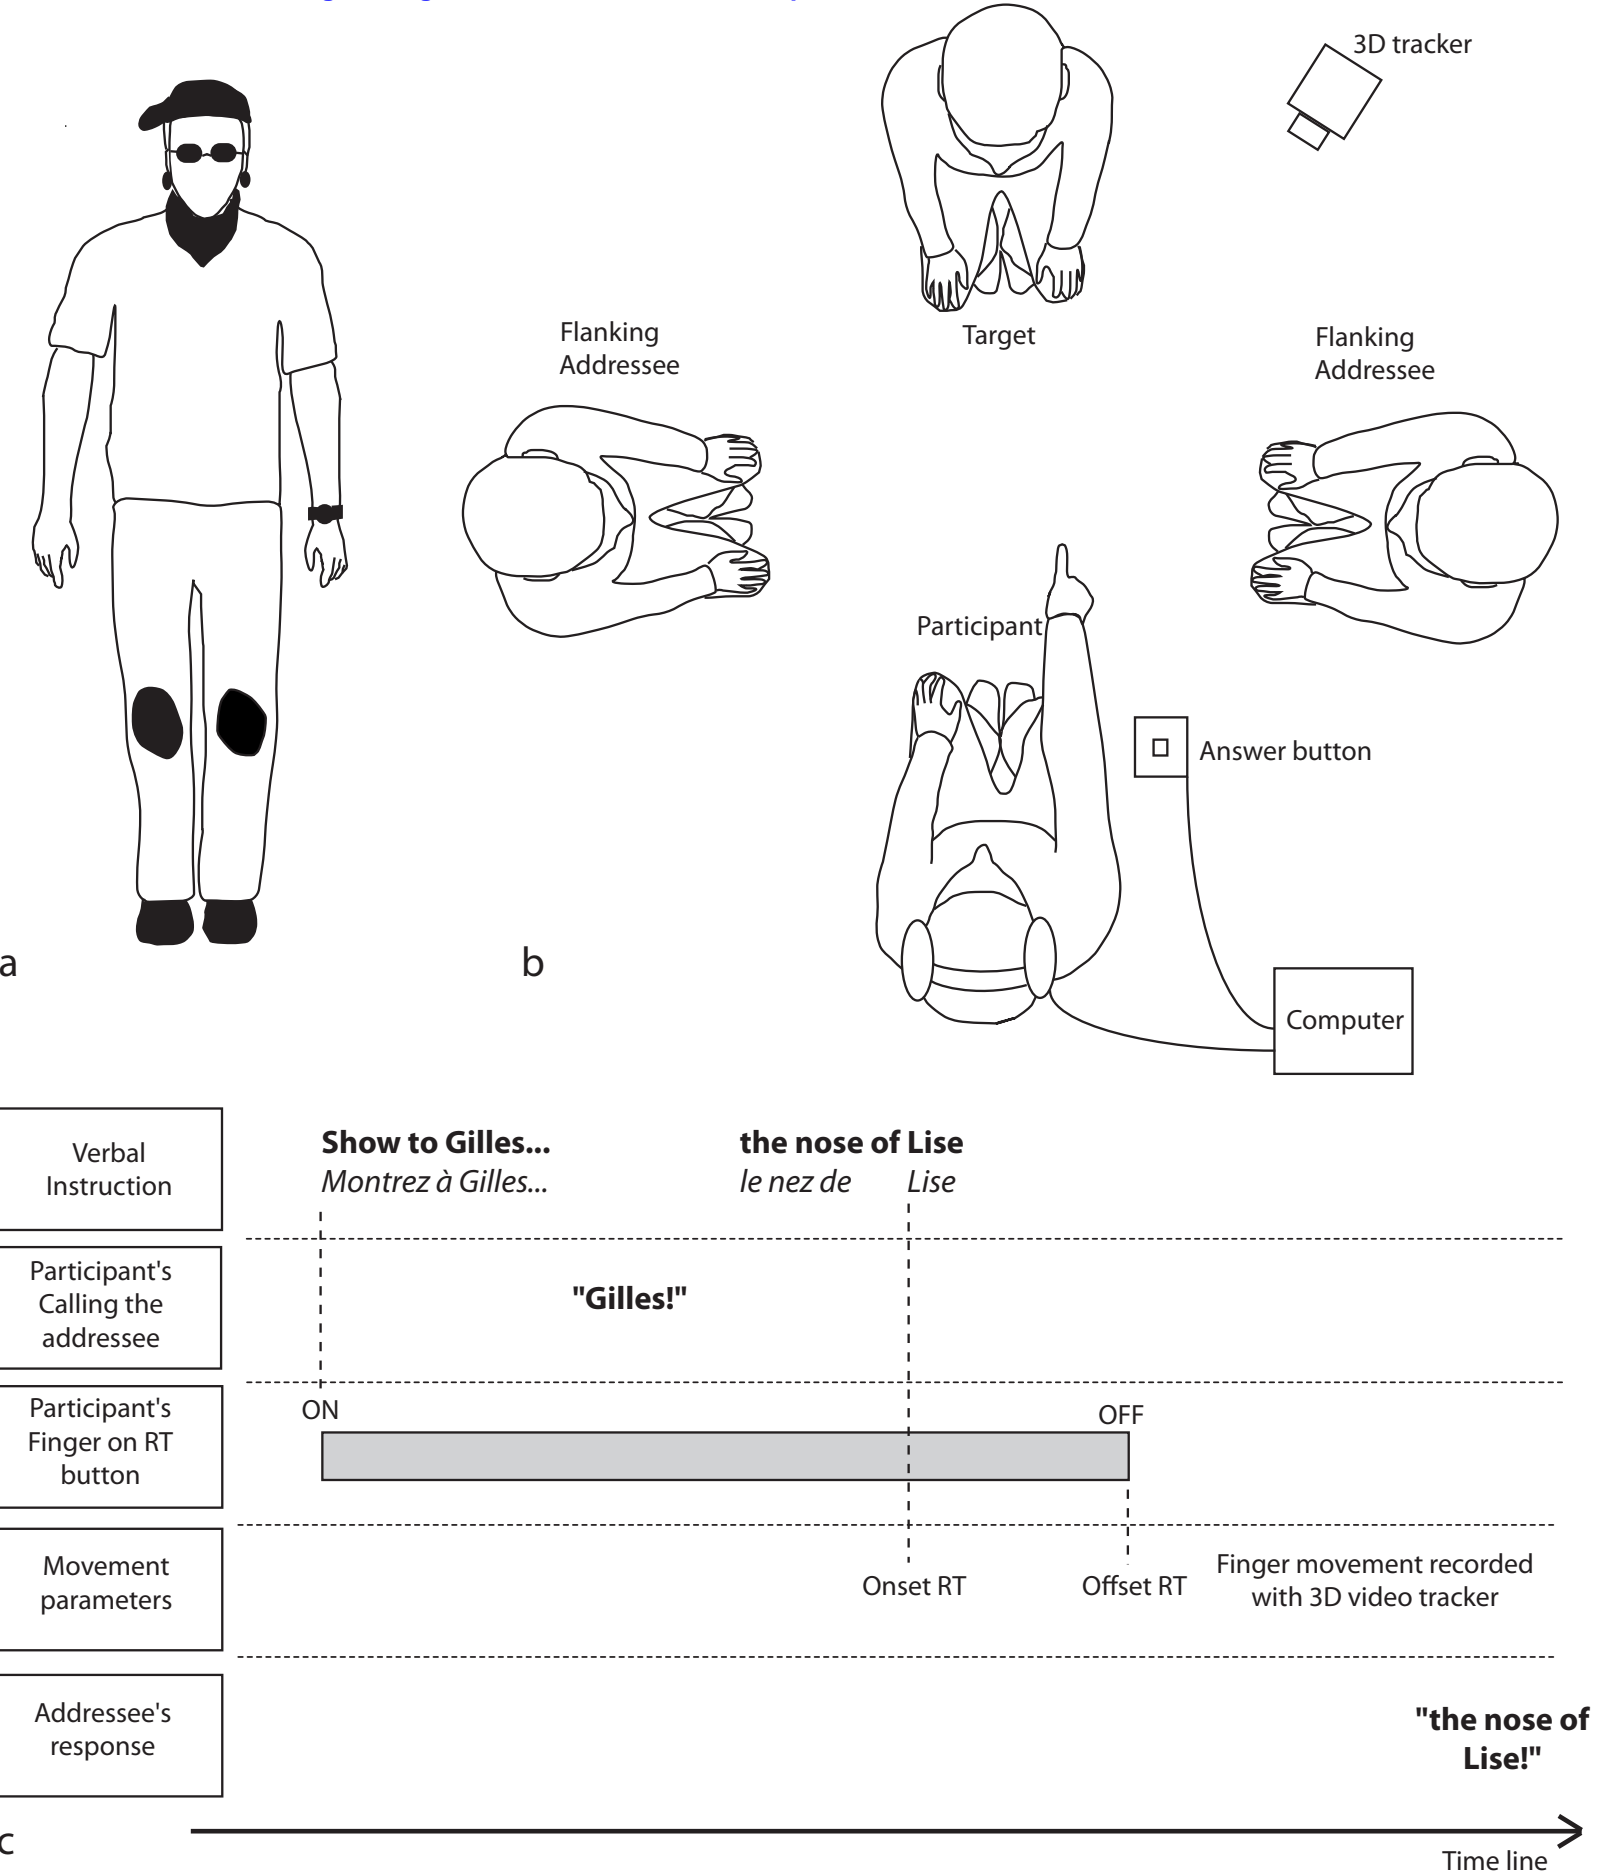 3D tracker
Flanking
Addressee
Target
Flanking
Addressee
Participant
Answer button
a
b
Computer
Verbal
Instruction
Show to Gilles...
the nose of Lise
Montrez à Gilles...
le nez de Lise
Participant's
Calling the
addressee
"Gilles!"
Participant's
Finger on RT
button
ON
OFF
Movement
parameters
Onset RT
Offset RT
Finger movement recorded
with 3D video tracker
Addressee's
response
"the nose of
Lise!"
c
Time line